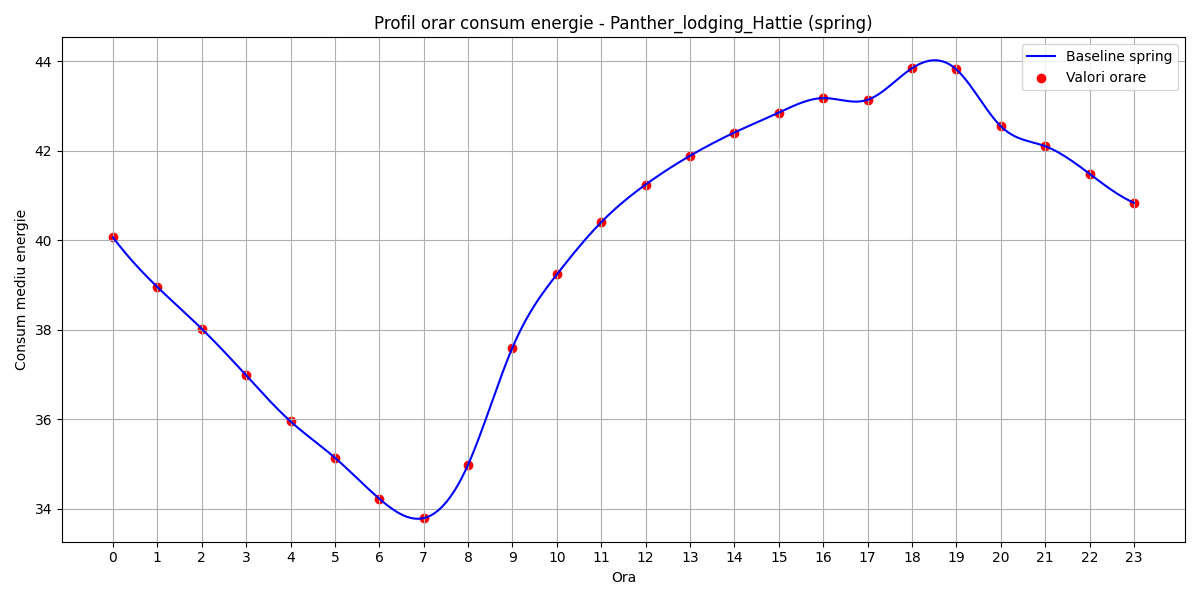 Profil orar consum energie - Panther_lodging_Hattie (spring)
Baseline spring
Valori orare
Consum mediu energie
44
42
40
38
36
34
0 1 2 3 4 5 6 7 8 9 10 11 12 13 14 15 16 17 18 19 20 21 22 23
Ora